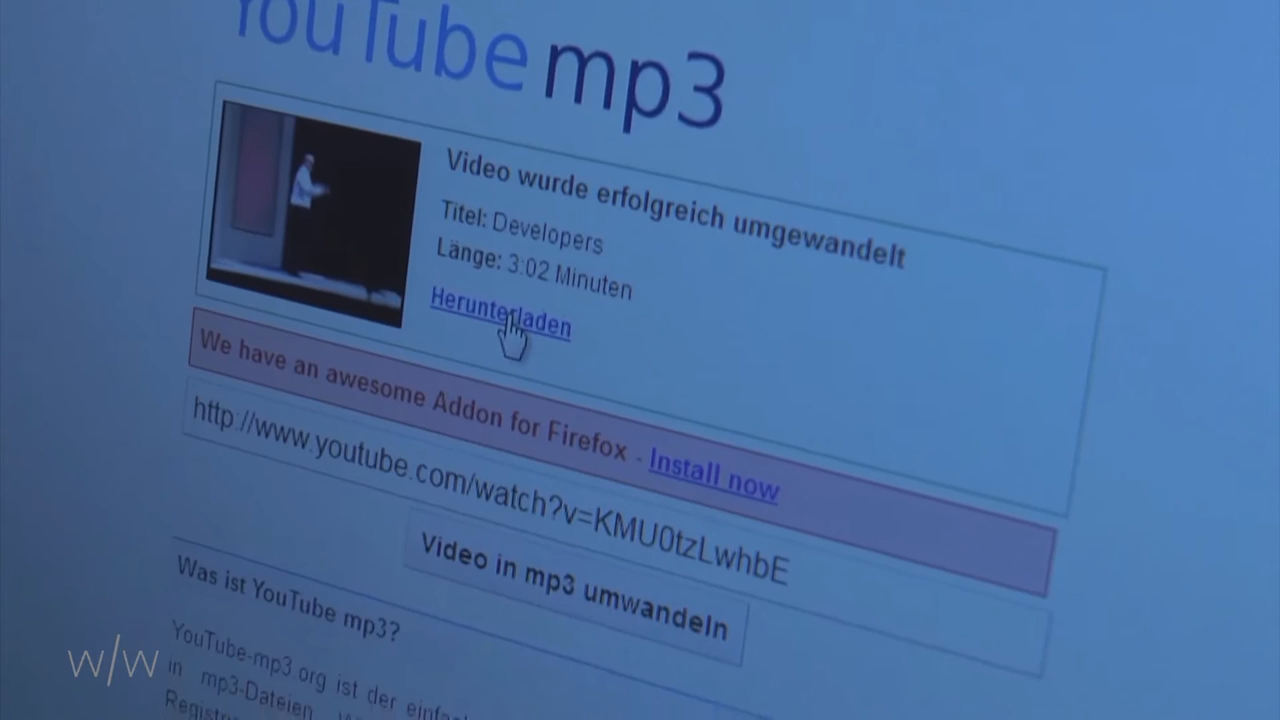 YouTube mp3
Video wurde erfolgreich umgewandelt
Titel: Developers
Länge: 3:02 Minuten
Herunterladen
We have an awesome Addon for Firefox - Install now
http://www.youtube.com/watch?v=KMU0tzLwhbE
Video in mp3 umwandeln
Was ist YouTube mp3?
YouTube-mp3.org ist der
in mp3-Dateien
w/w